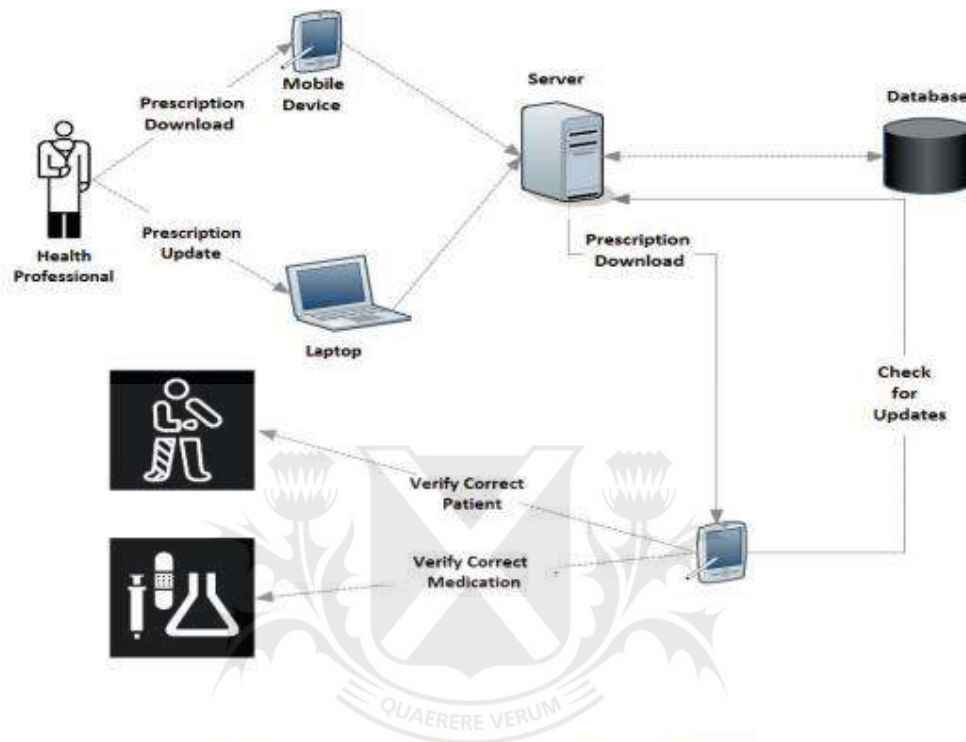 Mobile
Device
Server
Database
Prescription
Download
Health
Professional
Prescription
Update
Laptop
Prescription
Download
Check
for
Updates
Verify Correct
Patient
Verify Correct
Medication
QUAERERE VERUM